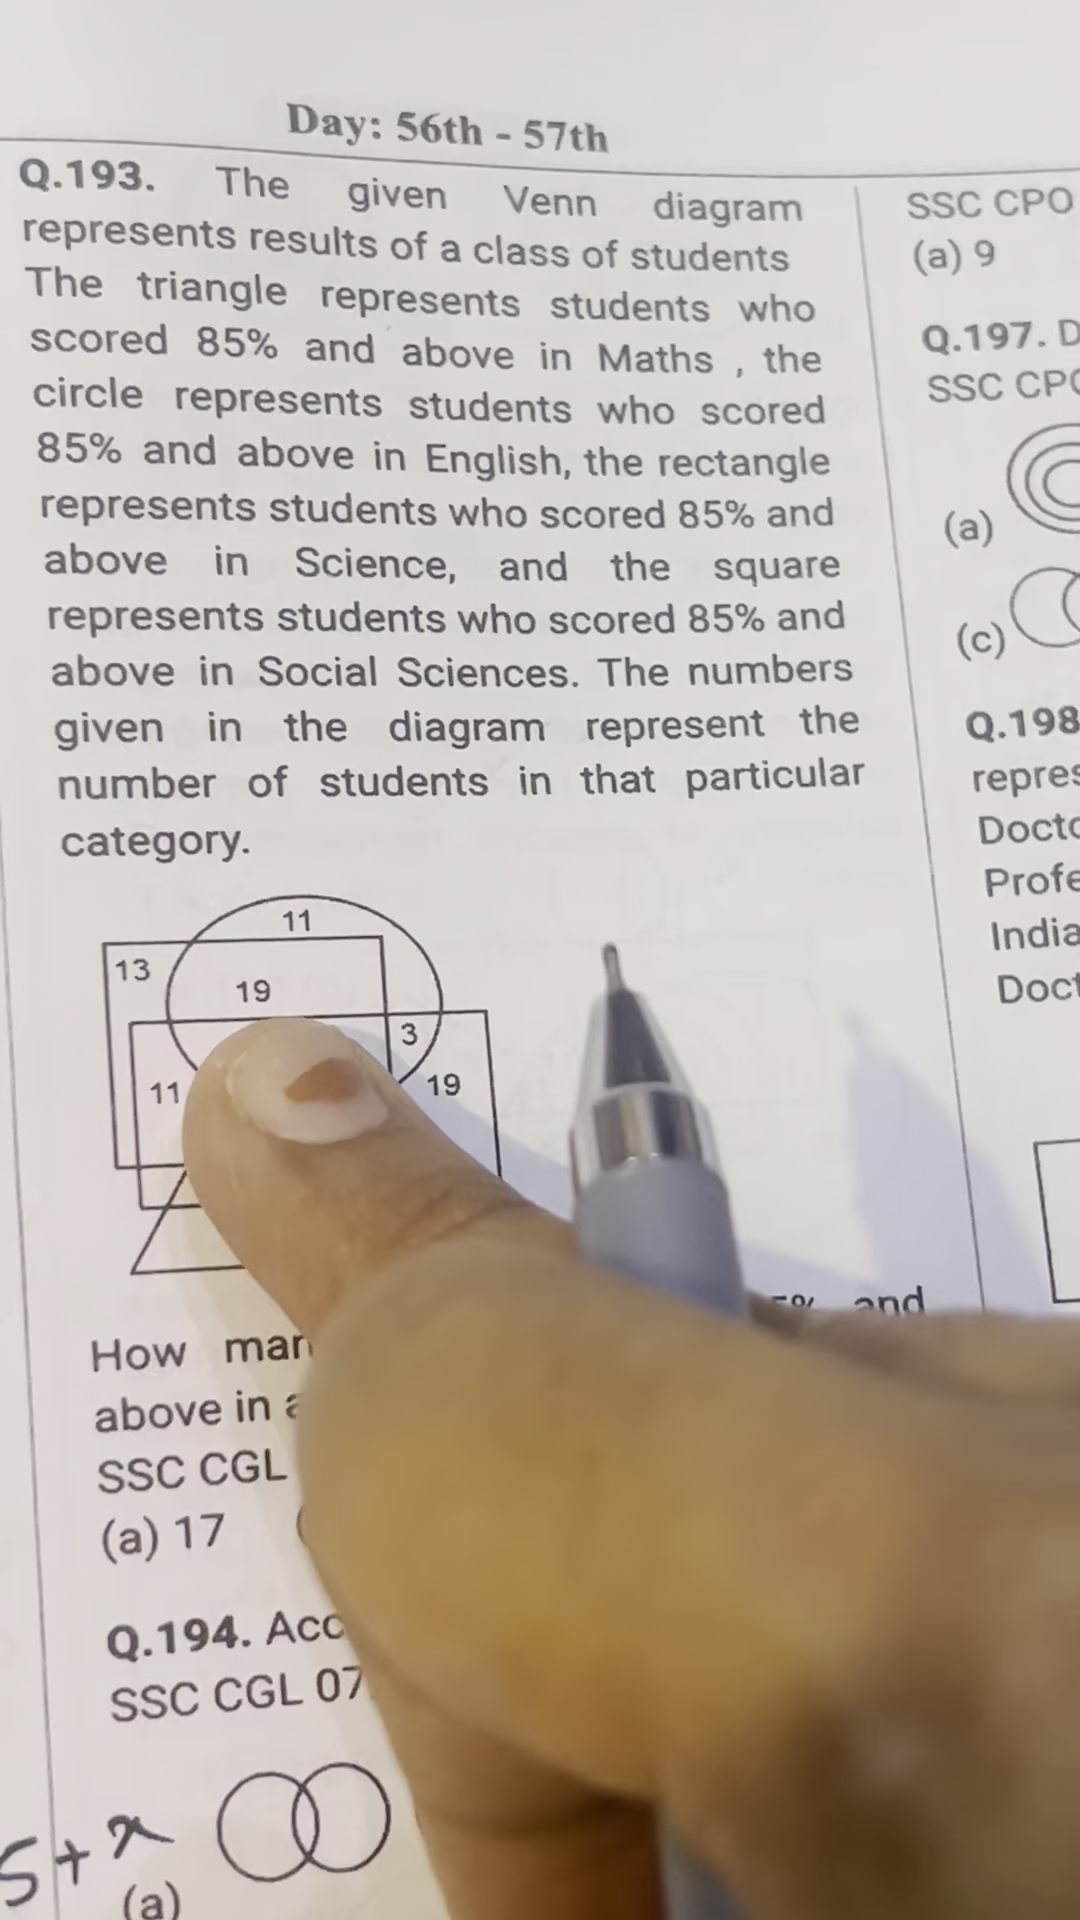 Day: 56th - 57th
Q.193. The given Venn diagram
represents results of a class of students
The triangle represents students who
scored 85% and above in Maths , the
circle represents students who scored
85% and above in English, the rectangle
represents students who scored 85% and
above in Science, and the square
represents students who scored 85% and
above in Social Sciences. The numbers
given in the diagram represent the
number of students in that particular
category.
11
13
19
3
11
19
How
and
above in
SSC CGL
(a) 17
Q.194.
SSC CGL 07
5+x
(a)
SSC CPO
(a) 9
Q.197.
SSC
(a)
(c)
Q.198